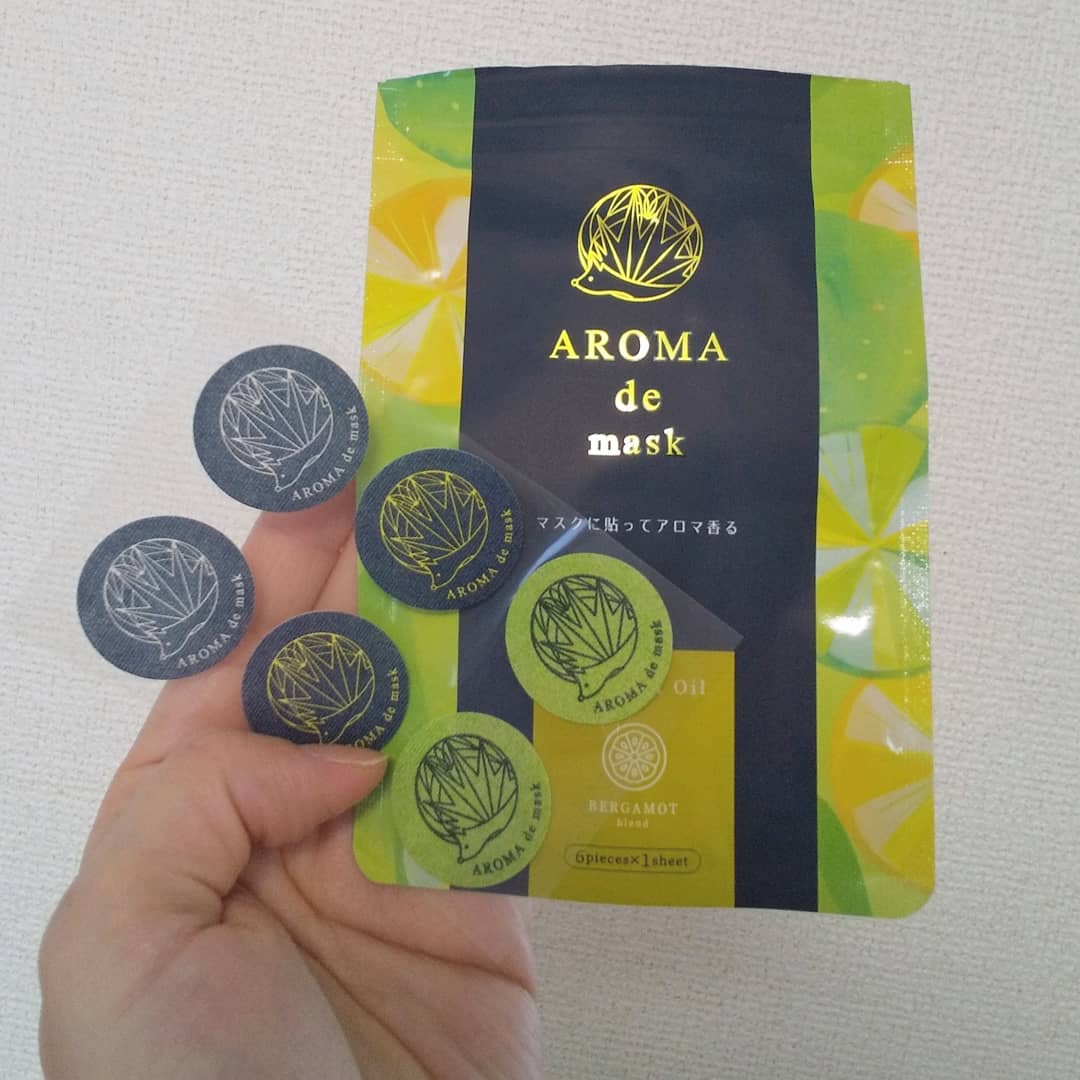 AROMA
de
mask
マスクに貼ってアロマ香る
Oil
BERGAMOT
blend
6pieces×1sheet
AROMA de mask
AROMA de mask
AROMA de mask
AROMA de mask
AROMA de mask
AROMA de mask